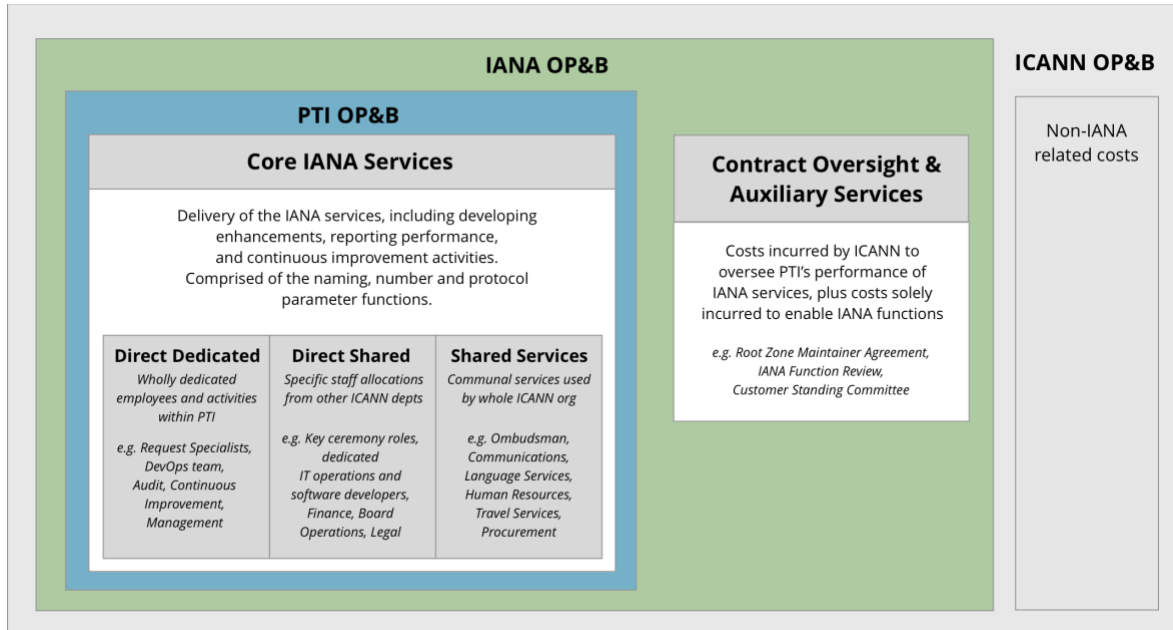 IANA OP&B
ICANN OP&B
PTI OP&B
Core IANA Services
Delivery of the IANA services, including developing
enhancements, reporting performance,
and continuous improvement activities.
Comprised of the naming, number and protocol
parameter functions.
Direct Dedicated
Wholly dedicated
employees and activities
within PTI
e.g. Request Specialists,
DevOps team,
Audit, Continuous
Improvement,
Management
Direct Shared
Specific staff allocations
from other ICANN depts
e.g. Key ceremony roles,
dedicated
IT operations and
software developers,
Finance, Board
Operations, Legal
Shared Services
Communal services used
by whole ICANN org
e.g. Ombudsman,
Communications,
Language Services,
Human Resources,
Travel Services,
Procurement
Contract Oversight &
Auxiliary Services
Costs incurred by ICANN to
oversee PTI’s performance of
IANA services, plus costs solely
incurred to enable IANA functions
e.g. Root Zone Maintainer Agreement,
IANA Function Review,
Customer Standing Committee
Non-IANA
related costs